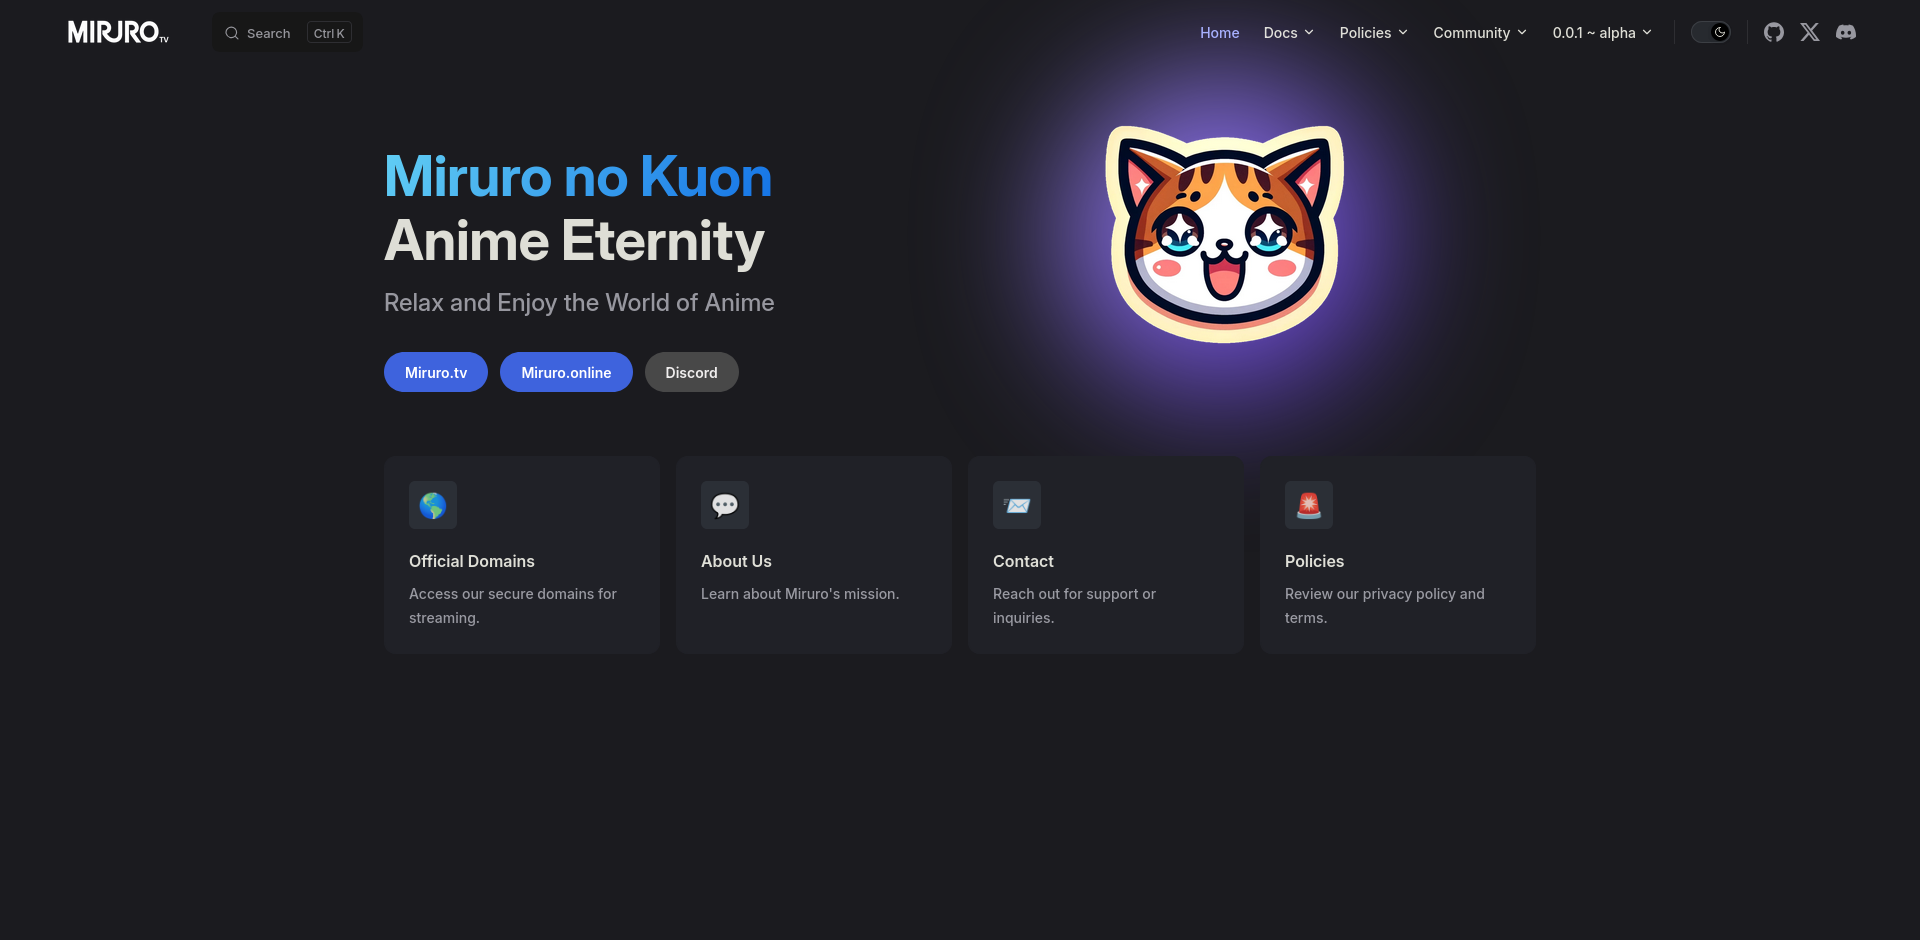 MIRURO TV
Search Ctrl K
Home Docs Policies Community 0.0.1 ~ alpha
Miruro no Kuon
Anime Eternity
Relax and Enjoy the World of Anime
Miruro.tv Miruro.online Discord
Official Domains
Access our secure domains for
streaming.
About Us
Learn about Miruro's mission.
Contact
Reach out for support or
inquiries.
Policies
Review our privacy policy and
terms.